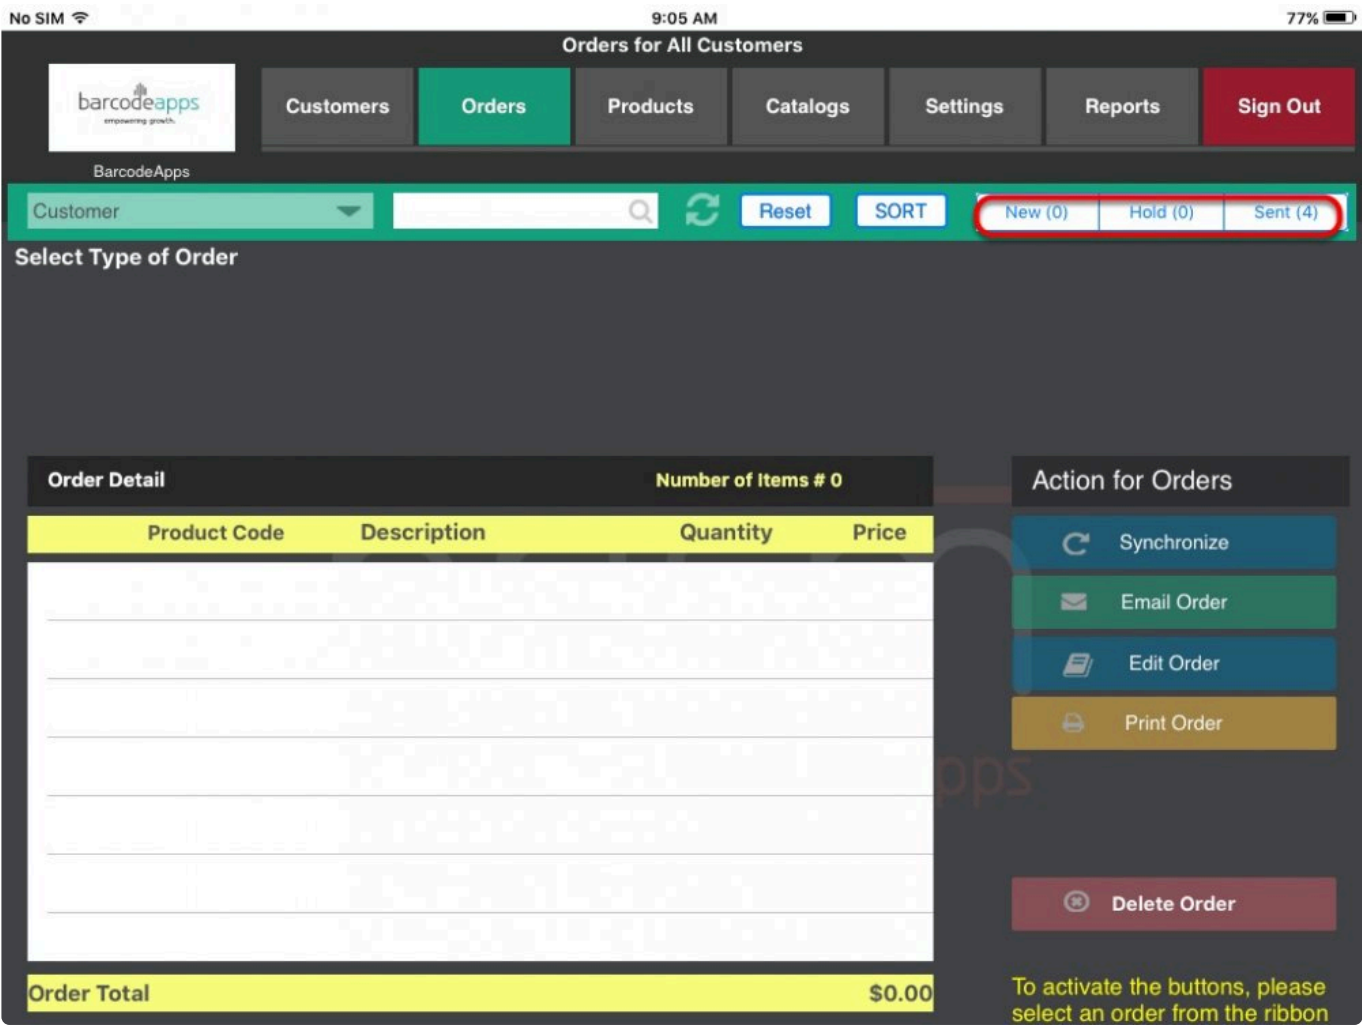 No SIM 9:05 AM 77%
Orders for All Customers
barcodeapps
empowering growth.
BarcodeApps
Customers Orders Products Catalogs Settings Reports Sign Out
Customer Reset SORT New (0) Hold (0) Sent (4)
Select Type of Order
Order Detail Number of Items # 0
Product Code Description Quantity Price
Order Total $0.00
Action for Orders
Synchronize
Email Order
Edit Order
Print Order
pps
Delete Order
To activate the buttons, please
select an order from the ribbon